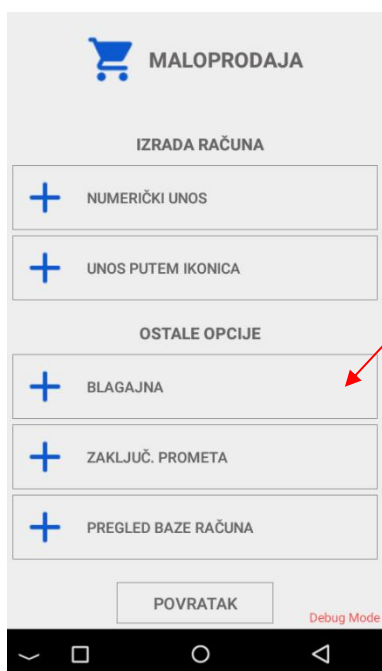 MALOPRODAJA
IZRADA RAČUNA
NUMERIČKI UNOS
UNOS PUTEM IKONICA
OSTALE OPCIJE
BLAGAJNA
ZAKLJUČ. PROMETA
PREGLED BAZE RAČUNA
POVRATAK
Debug Mode